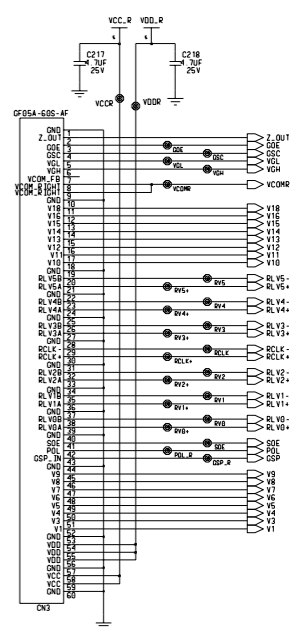 VCC_R VDD_R
C217
4.7UF
25V
C218
4.7UF
25V
VCCR
VDDR
GF05A-60S-AF
GND 1
Z_OUT 2 Z_OUT
GOE 3 GOE GOE
GSC 4 GSC GSC
VGL 5 VGL VGL
VGH 6 VGH VGH
VCOM_FB 7
VCOM_RIGHT 8 VCOMR VCOMR
VCOM_RIGHT 9
GND 10
V18 11 V18
V16 12 V16
V15 13 V15
V14 14 V14
V13 15 V13
V12 16 V12
V11 17 V11
V10 18 V10
GND 19
RLV5B 20 RV5 RLV5-
RLV5A 21 RV5+ RLV5+
GND 22
RLV4B 23 RV4 RLV4-
RLV4A 24 RV4+ RLV4+
GND 25
RLV3B 26 RV3 RLV3-
RLV3A 27 RV3+ RLV3+
GND 28
RCLK- 29 RCLK RCLK-
RCLK+ 30 RCLK+ RCLK+
GND 31
RLV2B 32 RV2 RLV2-
RLV2A 33 RV2+ RLV2+
GND 34
RLV1B 35 RV1 RLV1-
RLV1A 36 RV1+ RLV1+
GND 37
RLV0B 38 RV0 RLV0-
RLV0A 39 RV0+ RLV0+
GND 40
SOE 41 SOE SOE
POL 42 POL_R POL
GSP_IN 43 GSP_R GSP
GND 44
V9 45 V9
V8 46 V8
V7 47 V7
V6 48 V6
V5 49 V5
V4 50 V4
V3 51 V3
V1 52 V1
GND 53
VDD 54
VDD 55
VDD 56
GND 57
VCC 58
VCC 59
GND 60
CN3